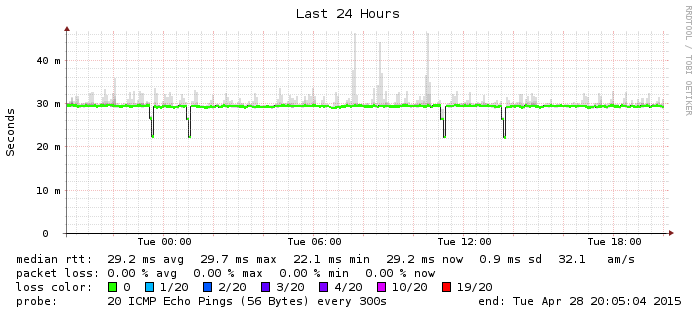 Last 24 Hours
RRDTOOL / TOBI OETIKER
Seconds
40 m
30 m
20 m
10 m
0
Tue 00:00 Tue 06:00 Tue 12:00 Tue 18:00
median rtt: 29.2 ms avg 29.7 ms max 22.1 ms min 29.2 ms now 0.9 ms sd 32.1 am/s
packet loss: 0.00 % avg 0.00 % max 0.00 % min 0.00 % now
loss color: 0 1/20 2/20 3/20 4/20 10/20 19/20
probe: 20 ICMP Echo Pings (56 Bytes) every 300s end: Tue Apr 28 20:05:04 2015